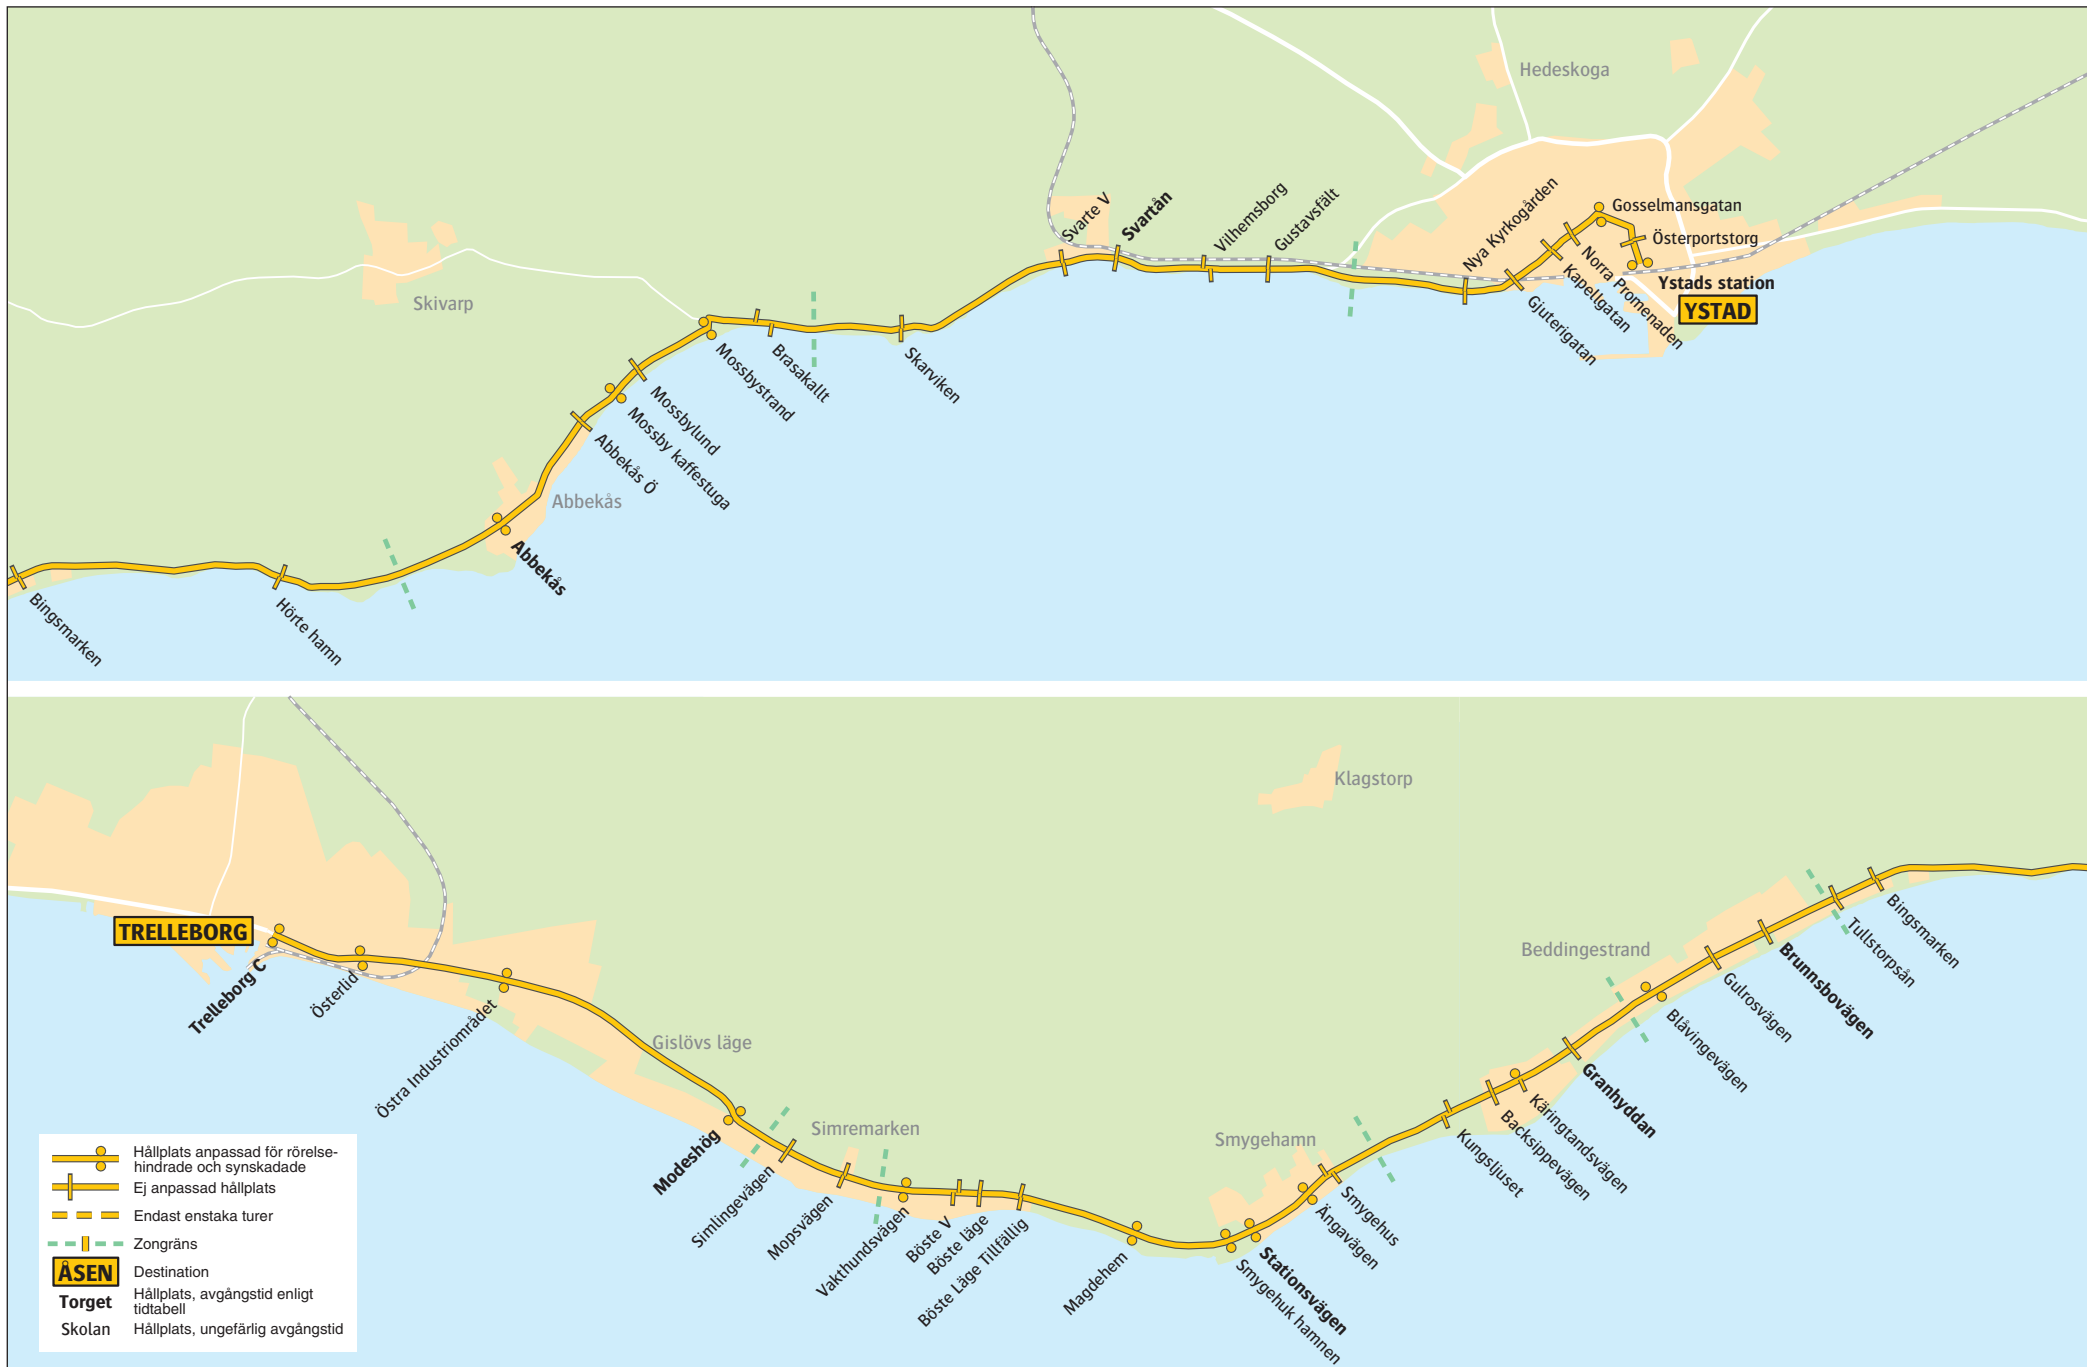 Hedeskoga
Svarte V
Svartån
Vilhemsborg
Gustavsfält
Nya Kyrkogården
Gosselmansgatan
Österportstorg
Ystads station
YSTAD
Norra Promenaden
Kapellgatan
Gjuterigatan
Skivarp
Skarviken
Brasakallt
Mossbystrand
Mossbylund
Mossby kaffestuga
Abbekås Ö
Abbekås
Abbekås
Hörte hamn
Bingsmarken
Klagstorp
TRELLEBORG
Trelleborg C
Österlid
Östra Industriområdet
Gislövs läge
Modeshög
Simlingevägen
Simremarken
Mopsvägen
Vakthundsvägen
Böste V
Böste läge
Böste Läge Tillfällig
Magdehem
Smygehuk hamnen
Stationsvägen
Ängavägen
Smygehus
Smygehamn
Kungsljuset
Backsippevägen
Käringtandsvägen
Granhyddan
Beddingestrand
Blåvingevägen
Gulrosvägen
Brunnsbovägen
Tullstorpsån
Bingsmarken
Hållplats anpassad för rörelse-
hindrade och synskadade
Ej anpassad hållplats
Endast enstaka turer
Zongräns
ÅSEN Destination
Torget Hållplats, avgångstid enligt
tidtabell
Skolan Hållplats, ungefärlig avgångstid